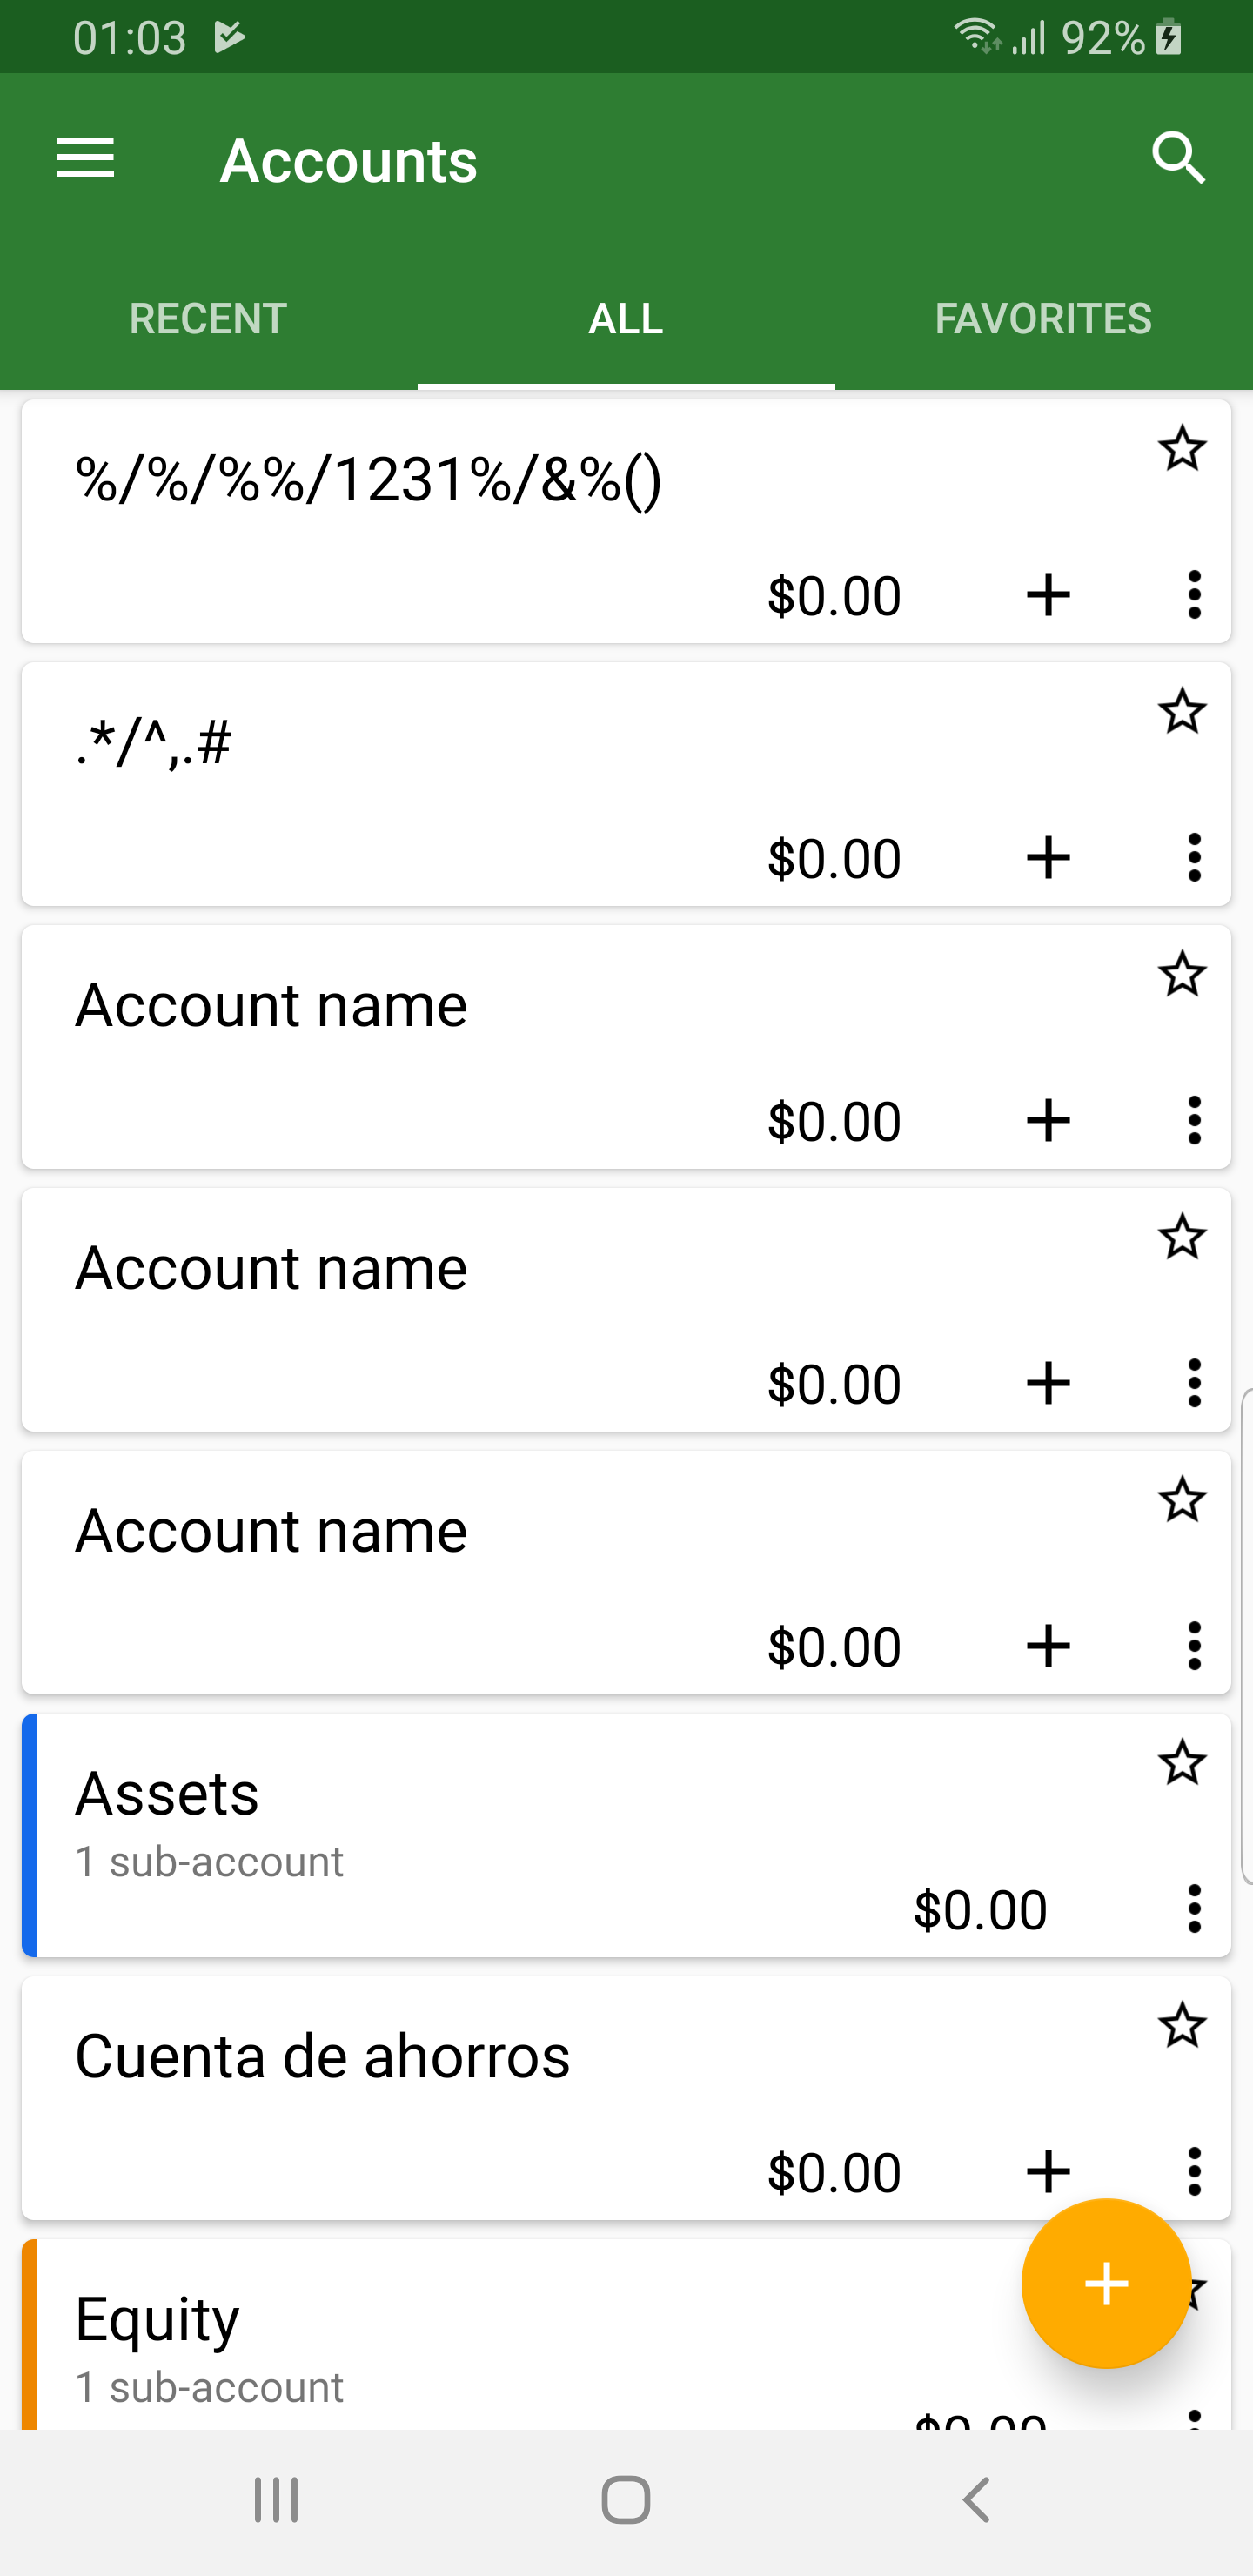 01:03 92%
Accounts
RECENT ALL FAVORITES
%/%/%%/1231%/&%()
$0.00
.*/^,.#
$0.00
Account name
$0.00
Account name
$0.00
Account name
$0.00
Assets
1 sub-account
$0.00
Cuenta de ahorros
$0.00
Equity
1 sub-account
$0.00